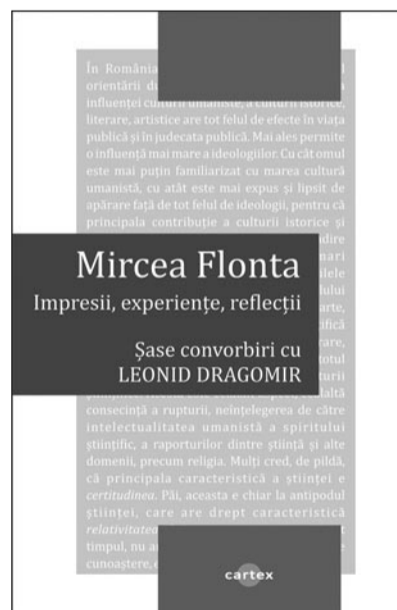 În România
orientării
influenței culturii umaniste, a culturii istorice,
literare, artistice are tot felul de efecte în viața
publică și în judecata publică. Mai ales permite
o influență mai mare a ideologiilor. Cu cât omul
este mai puțin familiarizat cu marea cultură
umanistă, cu atât este mai expus și lipsit de
apărare față de tot felul de ideologii, pentru că
principala contribuție a culturii istorice și
Mircea Flonta
Impresii, experiențe, reflecții
Șase convorbiri cu
LEONID DRAGOMIR
consecință a rupturii, neînțelegerea de către
intelectualitatea umanistă a spiritului
științific, a raporturilor dintre știință și alte
domenii, precum religia. Mulți cred, de pildă,
că principala caracteristică a științei e
certitudinea. Păi, aceasta e chiar la antipodul
științei, care are drept caracteristică
relativitatea
timpul, nu
cunoaștere,
cartex